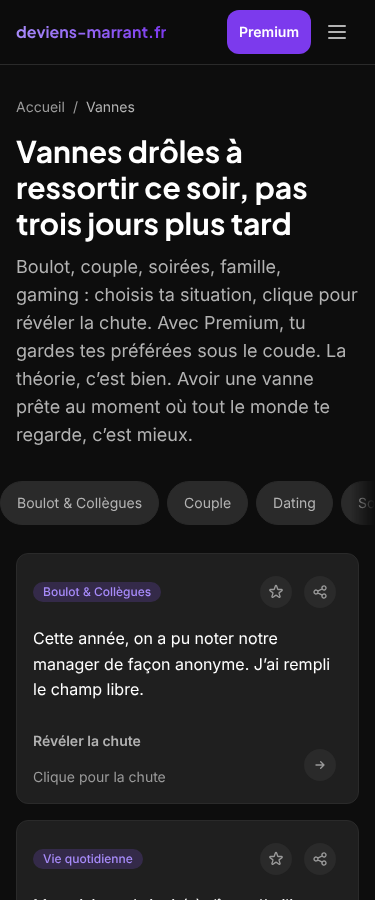 deviens-marrant.fr
Premium
Accueil / Vannes
Vannes drôles à
ressortir ce soir, pas
trois jours plus tard
Boulot, couple, soirées, famille,
gaming : choisis ta situation, clique pour
révéler la chute. Avec Premium, tu
gardes tes préférées sous le coude. La
théorie, c’est bien. Avoir une vanne
prête au moment où tout le monde te
regarde, c’est mieux.
Boulot & Collègues
Couple
Dating
Boulot & Collègues
Cette année, on a pu noter notre
manager de façon anonyme. J’ai rempli
le champ libre.
Révéler la chute
Clique pour la chute
Vie quotidienne